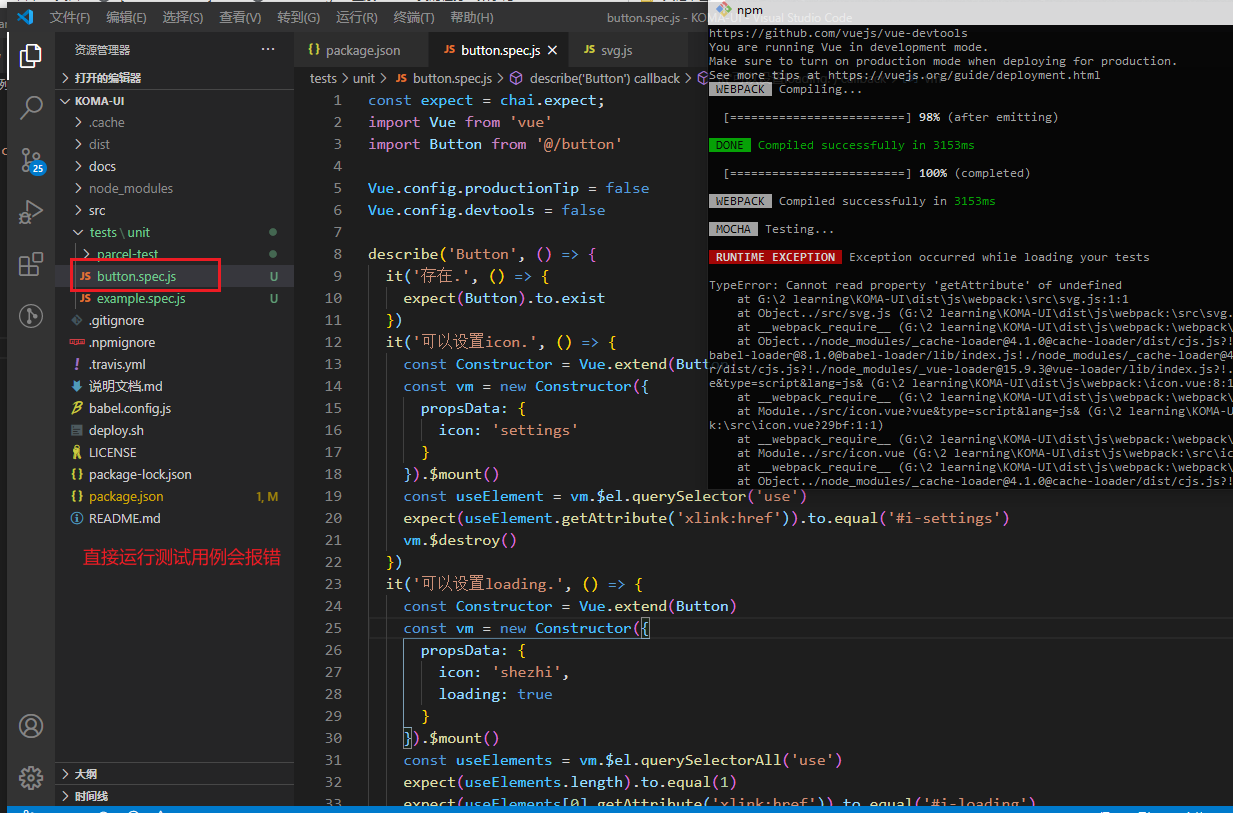 文件(F) 编辑(E) 选择(S) 查看(V) 转到(G) 运行(R) 终端(T) 帮助(H) button.spec.js - KOMA-UI - Visual Studio Code
资源管理器 ···
打开的编辑器
KOMA-UI
.cache
dist
docs
node_modules
src
tests \ unit
parcel-test
JS button.spec.js U
JS example.spec.js U
.gitignore
.npmignore
.travis.yml
说明文档.md
babel.config.js
deploy.sh
LICENSE
package-lock.json
package.json 1, M
README.md
直接运行测试用例会报错
大纲
时间线
25
{} package.json JS button.spec.js × JS svg.js
tests > unit > JS button.spec.js > describe('Button') callback >
1 const expect = chai.expect;
2 import Vue from 'vue'
3 import Button from '@/button'
4
5 Vue.config.productionTip = false
6 Vue.config.devtools = false
7
8 describe('Button', () => {
9 it('存在.', () => {
10 expect(Button).to.exist
11 })
12 it('可以设置icon.', () => {
13 const Constructor = Vue.extend(Butt
14 const vm = new Constructor({
15 propsData: {
16 icon: 'settings'
17 }
18 }).$mount()
19 const useElement = vm.$el.querySelector('use')
20 expect(useElement.getAttribute('xlink:href')).to.equal('#i-settings')
21 vm.$destroy()
22 })
23 it('可以设置loading.', () => {
24 const Constructor = Vue.extend(Button)
25 const vm = new Constructor({
26 propsData: {
27 icon: 'shezhi',
28 loading: true
29 }
30 }).$mount()
31 const useElements = vm.$el.querySelectorAll('use')
32 expect(useElements.length).to.equal(1)
33 expect(useElements[0].getAttribute('xlink:href')).to.equal('#i-loading')
npm
https://github.com/vuejs/vue-devtools
You are running Vue in development mode.
Make sure to turn on production mode when deploying for production.
See more tips at https://vuejs.org/guide/deployment.html
WEBPACK Compiling...
[=========================] 98% (after emitting)
DONE Compiled successfully in 3153ms
[=========================] 100% (completed)
WEBPACK Compiled successfully in 3153ms
MOCHA Testing...
RUNTIME EXCEPTION Exception occurred while loading your tests
TypeError: Cannot read property 'getAttribute' of undefined
at G:\2 learning\KOMA-UI\dist\js\webpack:\src\svg.js:1:1
at Object../src/svg.js (G:\2 learning\KOMA-UI\dist\js\webpack:\src\svg.
at __webpack_require__ (G:\2 learning\KOMA-UI\dist\js\webpack:\webpack\
at Object../node_modules/_cache-loader@4.1.0@cache-loader/dist/cjs.js?!
babel-loader@8.1.0@babel-loader/lib/index.js!./node_modules/_cache-loader@4
r/dist/cjs.js?!./node_modules/_vue-loader@15.9.3@vue-loader/lib/index.js?!.
e&type=script&lang=js& (G:\2 learning\KOMA-UI\dist\js\webpack:\icon.vue:8:1
at __webpack_require__ (G:\2 learning\KOMA-UI\dist\js\webpack:\webpack\
at Module../src/icon.vue?vue&type=script&lang=js& (G:\2 learning\KOMA-U
k:\src\icon.vue?29bf:1:1)
at __webpack_require__ (G:\2 learning\KOMA-UI\dist\js\webpack:\webpack\
at Module../src/icon.vue (G:\2 learning\KOMA-UI\dist\js\webpack:\src\ic
at __webpack_require__ (G:\2 learning\KOMA-UI\dist\js\webpack:\webpack\
at Object../node_modules/_cache-loader@4.1.0@cache-loader/dist/cjs.js?!